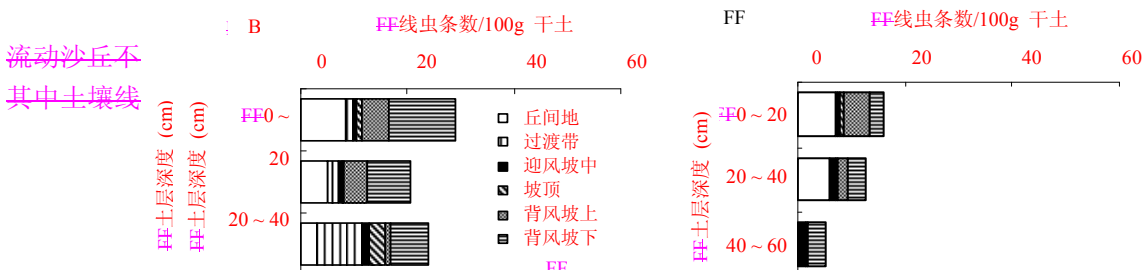 B
FF线虫条数/100g 干土
FF
FF线虫条数/100g 干土
流动沙丘不
其中土壤线
0 20 40 60
0 20 40 60
FF土层深度 (cm)
FF土层深度 (cm)
FF0 ~
20
20 ~ 40
丘间地
过渡带
迎风坡中
坡顶
背风坡上
背风坡下
FF
FF土层深度 (cm)
FF0 ~ 20
20 ~ 40
40 ~ 60